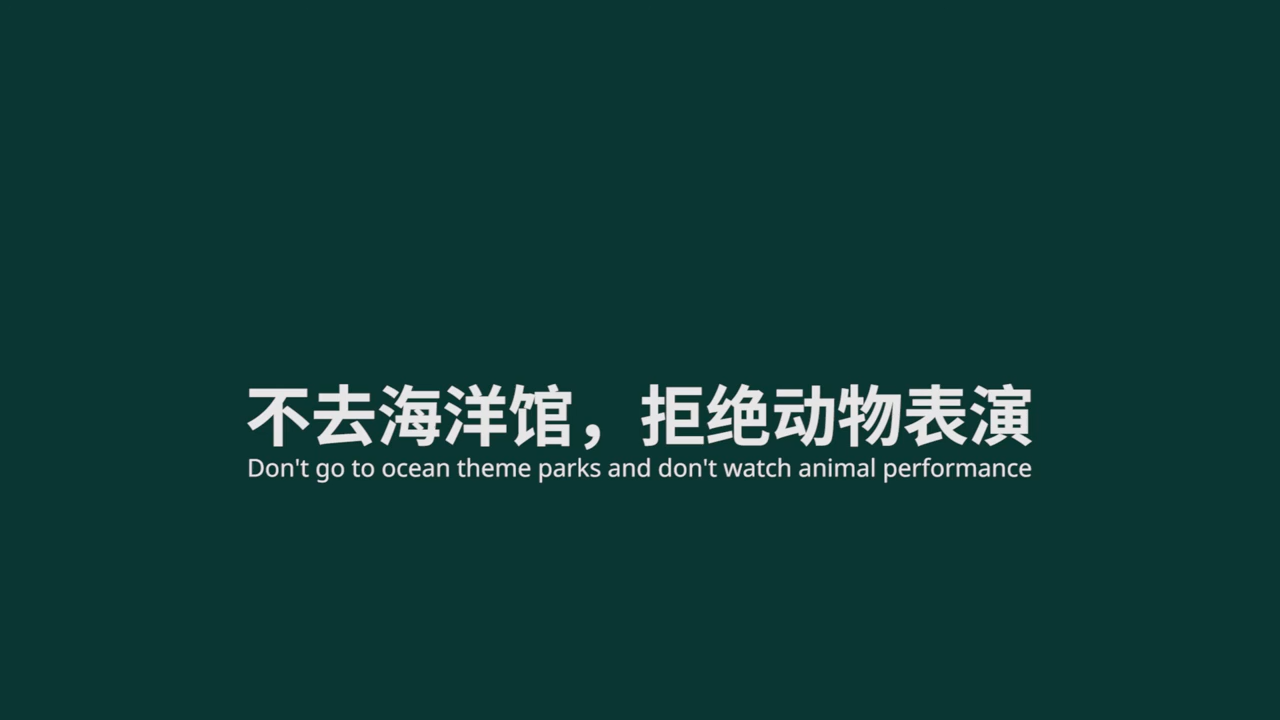 不去海洋馆，拒绝动物表演
Don't go to ocean theme parks and don't watch animal performance